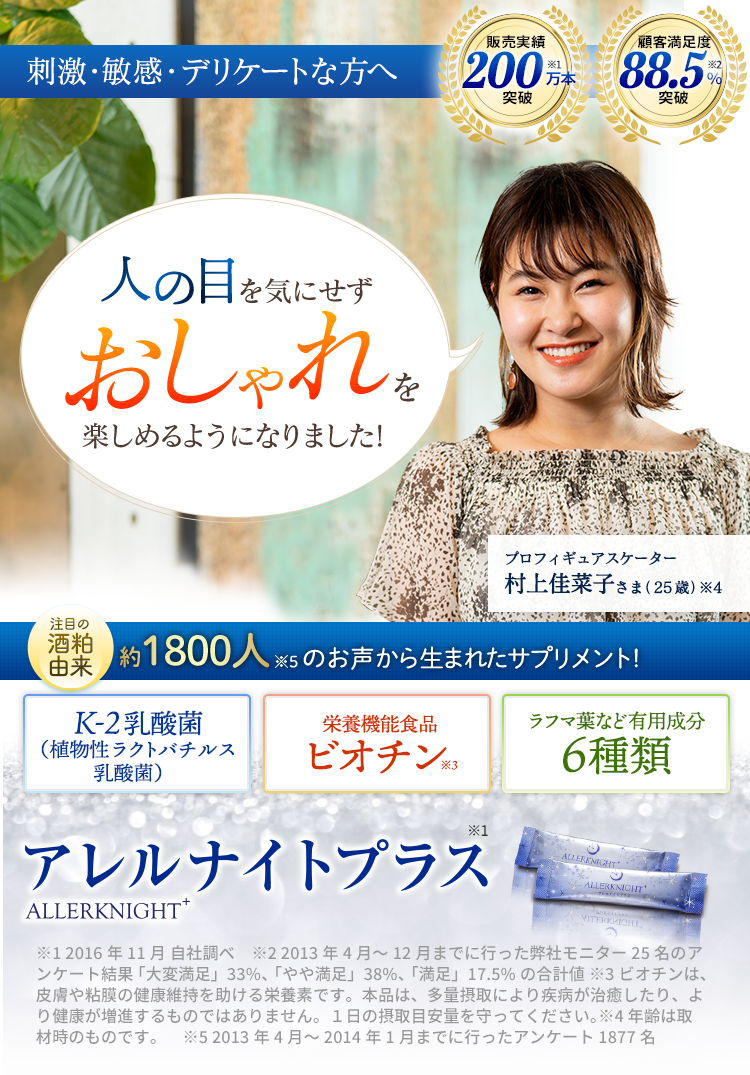 刺激・敏感・デリケートな方へ
販売実績
200万本※1
突破
顧客満足度
88.5%※2
突破
人の目を気にせず
おしゃれを
楽しめるようになりました!
プロフィギュアスケーター
村上佳菜子さま(25歳)※4
注目の
酒粕
由来
約1800人※5のお声から生まれたサプリメント!
K-2乳酸菌
(植物性ラクトバチルス
乳酸菌)
栄養機能食品
ビオチン※3
ラフマ葉など有用成分
6種類
アレルナイトプラス※1
ALLERKNIGHT+
ALLERKNIGHT+
ALLERKNIGHT+
※1 2016年11月 自社調べ　※2 2013年4月～12月までに行った弊社モニター25名のア
ンケート結果「大変満足」33%、「やや満足」38%、「満足」17.5%の合計値 ※3 ビオチンは、
皮膚や粘膜の健康維持を助ける栄養素です。本品は、多量摂取により疾病が治癒したり、よ
り健康が増進するものではありません。１日の摂取目安量を守ってください。※4 年齢は取
材時のものです。　※5 2013年4月～2014年1月までに行ったアンケート1877名